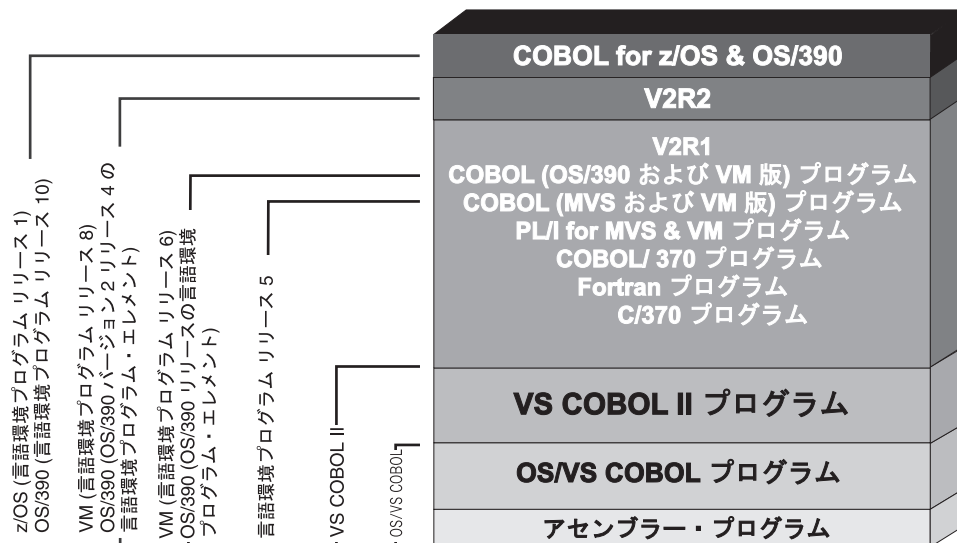 COBOL for z/OS & OS/390
V2R2
V2R1
COBOL (OS/390 および VM 版) プログラム
COBOL (MVS および VM 版) プログラム
PL/I for MVS & VM プログラム
COBOL/ 370 プログラム
Fortran プログラム
C/370 プログラム
VS COBOL II プログラム
OS/VS COBOL プログラム
アセンブラー・プログラム
z/OS (言語環境プログラム リリース 1)
OS/390 (言語環境プログラム リリース 10)
VM (言語環境プログラム リリース 8)
OS/390 (OS/390 バージョン 2 リリース 4 の
言語環境プログラム・エレメント)
VM (言語環境プログラム リリース 6)
OS/390 (OS/390 リリースの言語環境
プログラム・エレメント)
言語環境プログラム リリース 5
VS COBOL II
OS/VS COBOL